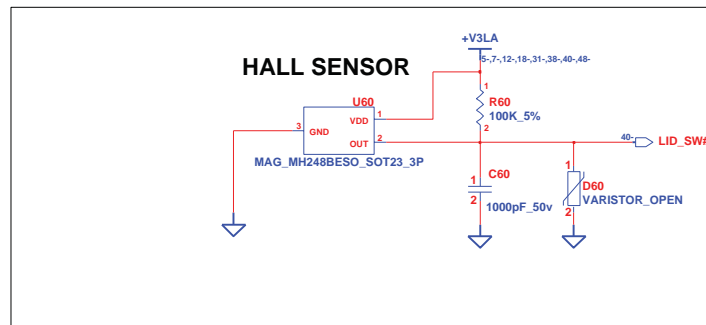 +V3LA
5-,7-,12-,18-,31-,38-,40-,48-
HALL SENSOR
U60
1
R60
100K_5%
2
3
GND
VDD
1
OUT
2
MAG_MH248BESO_SOT23_3P
40-
LID_SW#
1
C60
2
1000pF_50v
1
D60
2
VARISTOR_OPEN